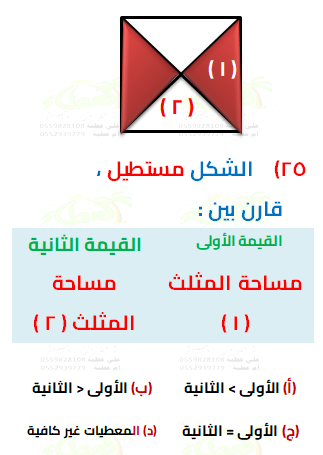 ( ١ )
( ٢ )
٢٥) الشكل مستطيل ،
قارن بين :
القيمة الأولى
القيمة الثانية
مساحة المثلث
( ١ )
مساحة
المثلث ( ٢ )
(أ) الأولى > الثانية
(ب) الأولى < الثانية
(ج) الأولى = الثانية
(د) المعطيات غير كافية